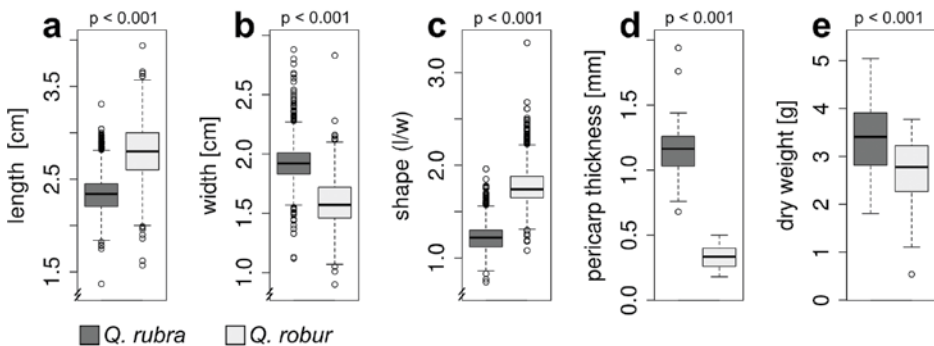 a p < 0.001
length [cm]
1.5 2.5 3.5
b p < 0.001
width [cm]
1.0 1.5 2.0 2.5
c p < 0.001
shape (l/w)
1.0 2.0 3.0
d p < 0.001
pericarp thickness [mm]
0.0 0.5 1.0 1.5
e p < 0.001
dry weight [g]
0 1 2 3 4 5
Q. rubra Q. robur